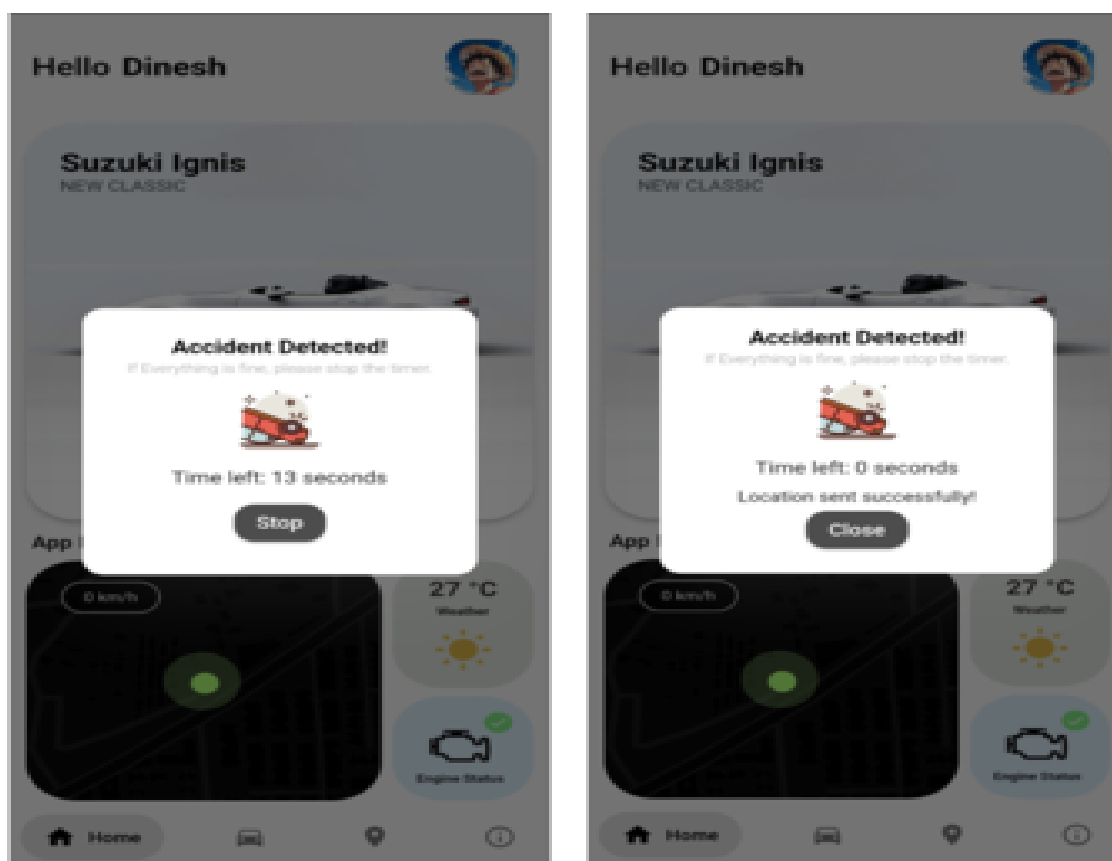 Hello Dinesh
Suzuki Ignis
NEW CLASSIC
Accident Detected!
If Everything is fine, please stop the timer.
Time left: 13 seconds
Stop
App
0 km/h
27 °C
Weather
Engine Status
Home
Hello Dinesh
Suzuki Ignis
NEW CLASSIC
Accident Detected!
If Everything is fine, please stop the timer.
Time left: 0 seconds
Location sent successfully!
Close
App
0 km/h
27 °C
Weather
Engine Status
Home